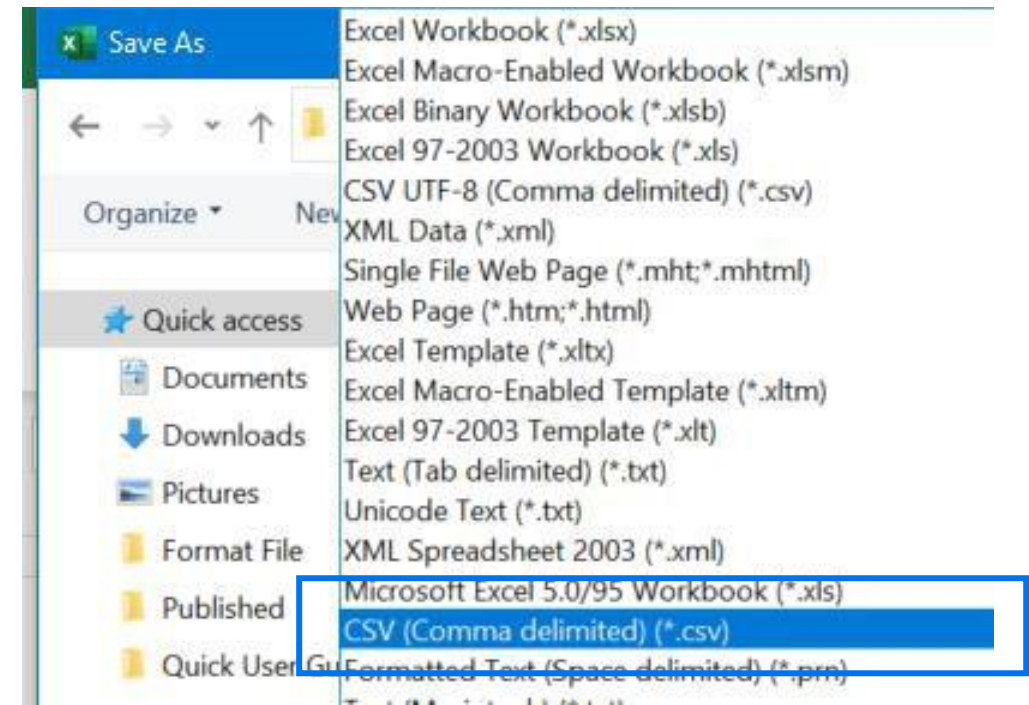 Save As
Organize
New
Quick access
Documents
Downloads
Pictures
Format File
Published
Quick User Gu
Excel Workbook (*.xlsx)
Excel Macro-Enabled Workbook (*.xlsm)
Excel Binary Workbook (*.xlsb)
Excel 97-2003 Workbook (*.xls)
CSV UTF-8 (Comma delimited) (*.csv)
XML Data (*.xml)
Single File Web Page (*.mht;*.mhtml)
Web Page (*.htm;*.html)
Excel Template (*.xltx)
Excel Macro-Enabled Template (*.xltm)
Excel 97-2003 Template (*.xlt)
Text (Tab delimited) (*.txt)
Unicode Text (*.txt)
XML Spreadsheet 2003 (*.xml)
Microsoft Excel 5.0/95 Workbook (*.xls)
CSV (Comma delimited) (*.csv)
Formatted Text (Space delimited) (*.prn)